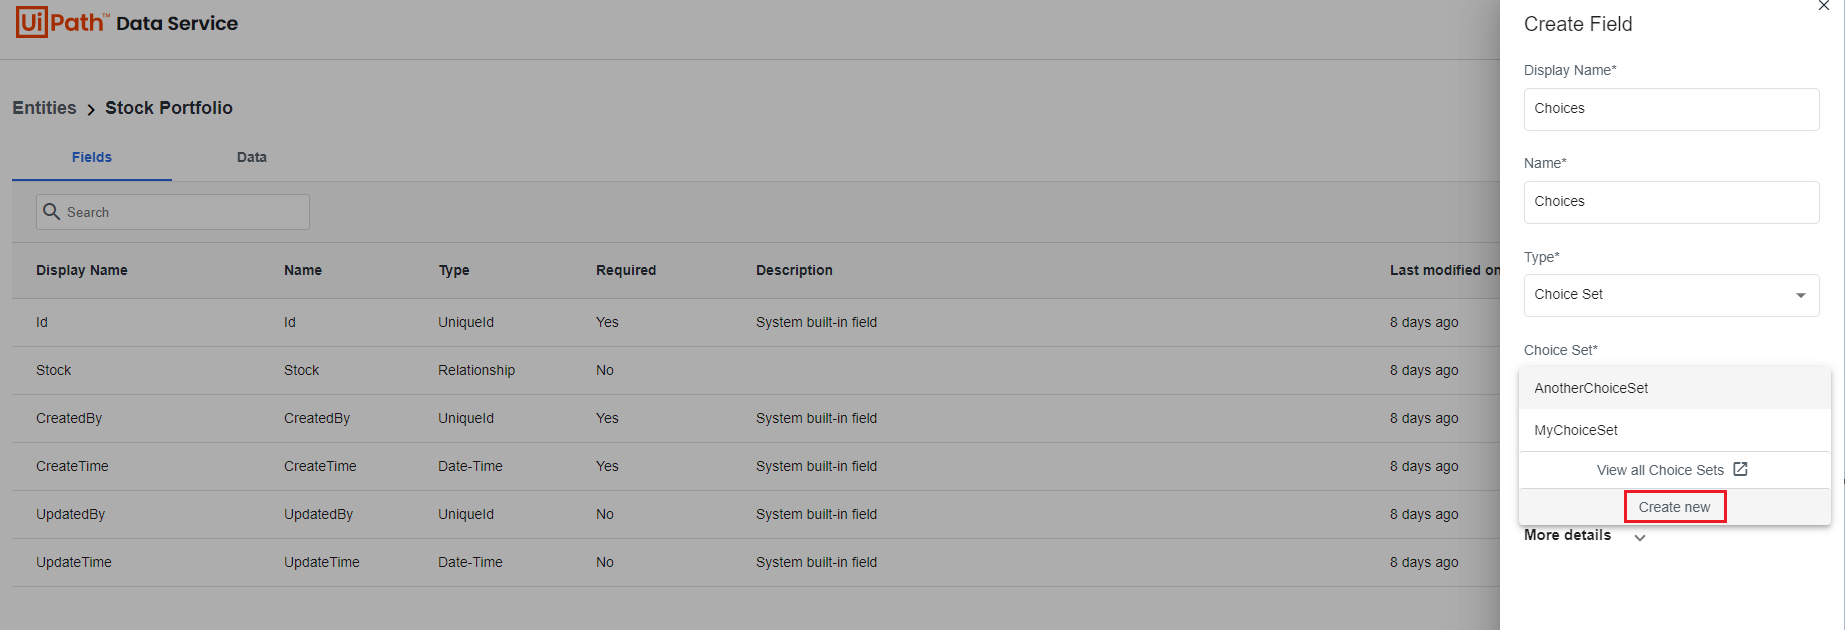 UiPath™ Data Service
Entities > Stock Portfolio
Fields Data
Search
Display Name Name Type Required Description Last modified on
Id Id UniqueId Yes System built-in field 8 days ago
Stock Stock Relationship No 8 days ago
CreatedBy CreatedBy UniqueId Yes System built-in field 8 days ago
CreateTime CreateTime Date-Time Yes System built-in field 8 days ago
UpdatedBy UpdatedBy UniqueId No System built-in field 8 days ago
UpdateTime UpdateTime Date-Time No System built-in field 8 days ago
Create Field
Display Name*
Choices
Name*
Choices
Type*
Choice Set
Choice Set*
AnotherChoiceSet
MyChoiceSet
View all Choice Sets
Create new
More details